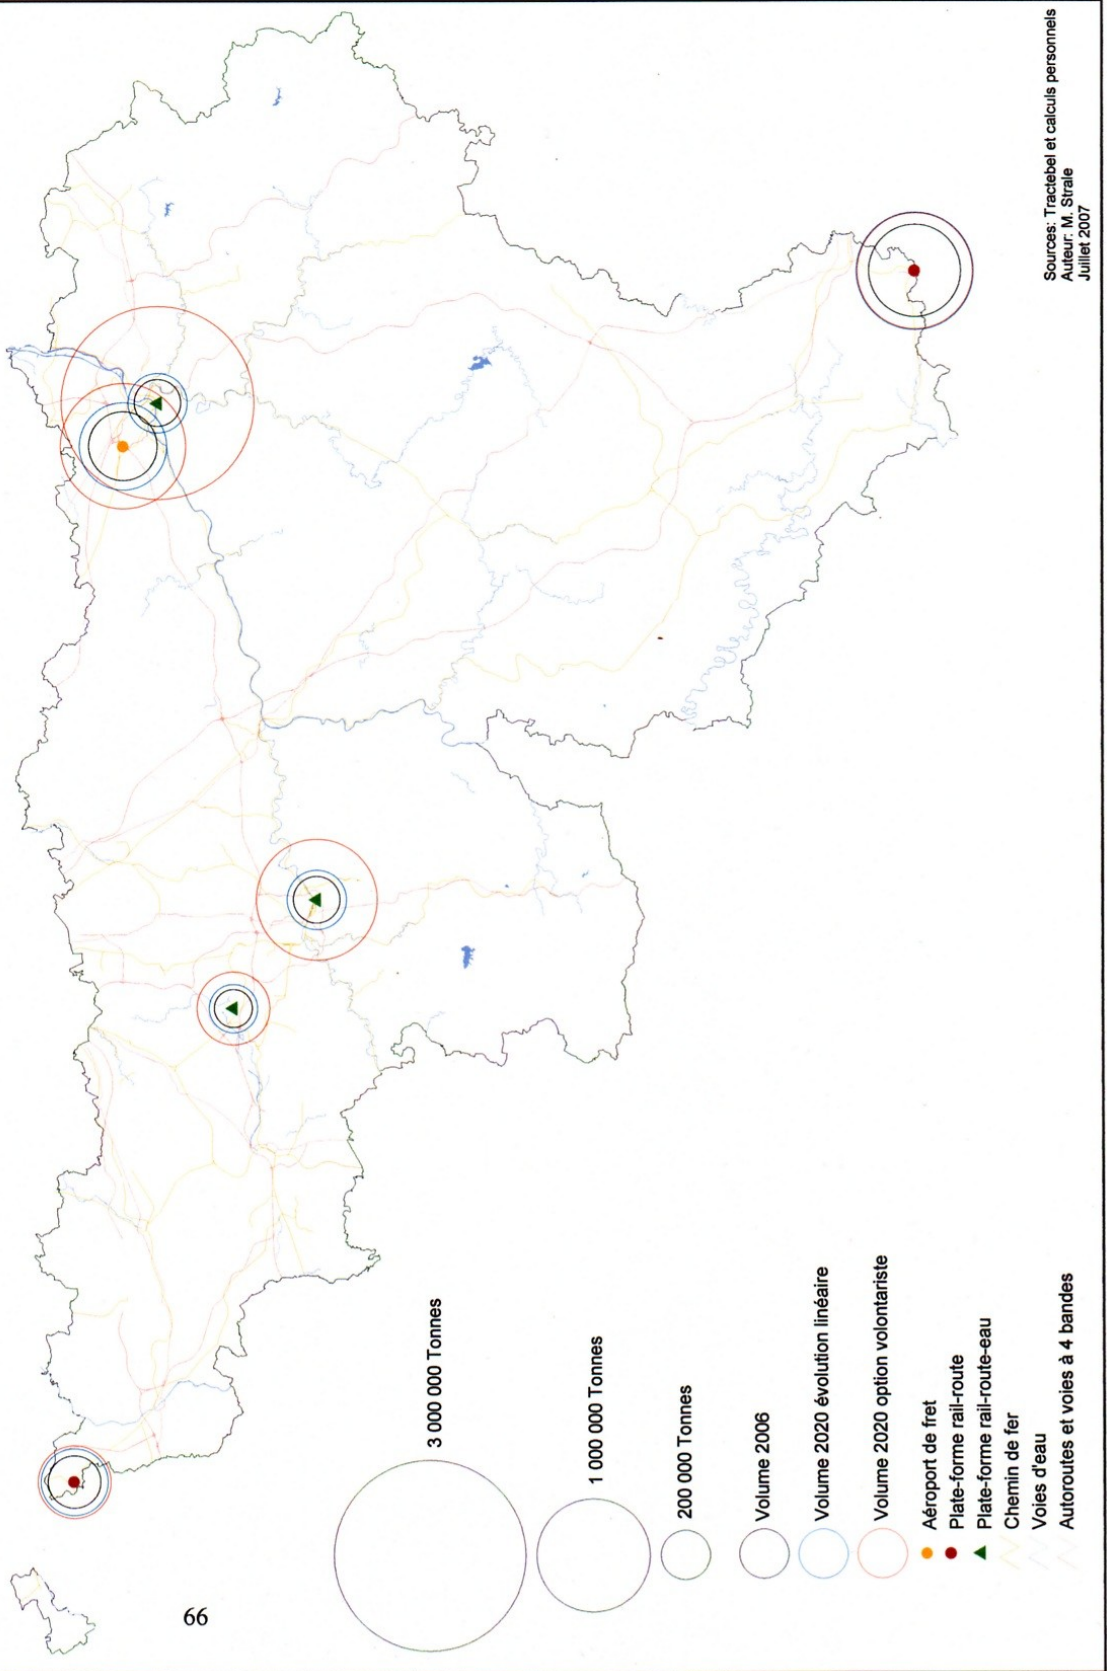 66
3 000 000 Tonnes
1 000 000 Tonnes
200 000 Tonnes
Volume 2006
Volume 2020 évolution linéaire
Volume 2020 option volontariste
Aéroport de fret
Plate-forme rail-route
Plate-forme rail-route-eau
Chemin de fer
Voies d'eau
Autoroutes et voies à 4 bandes
Sources: Tractebel et calculs personnels
Auteur: M. Strale
Juillet 2007